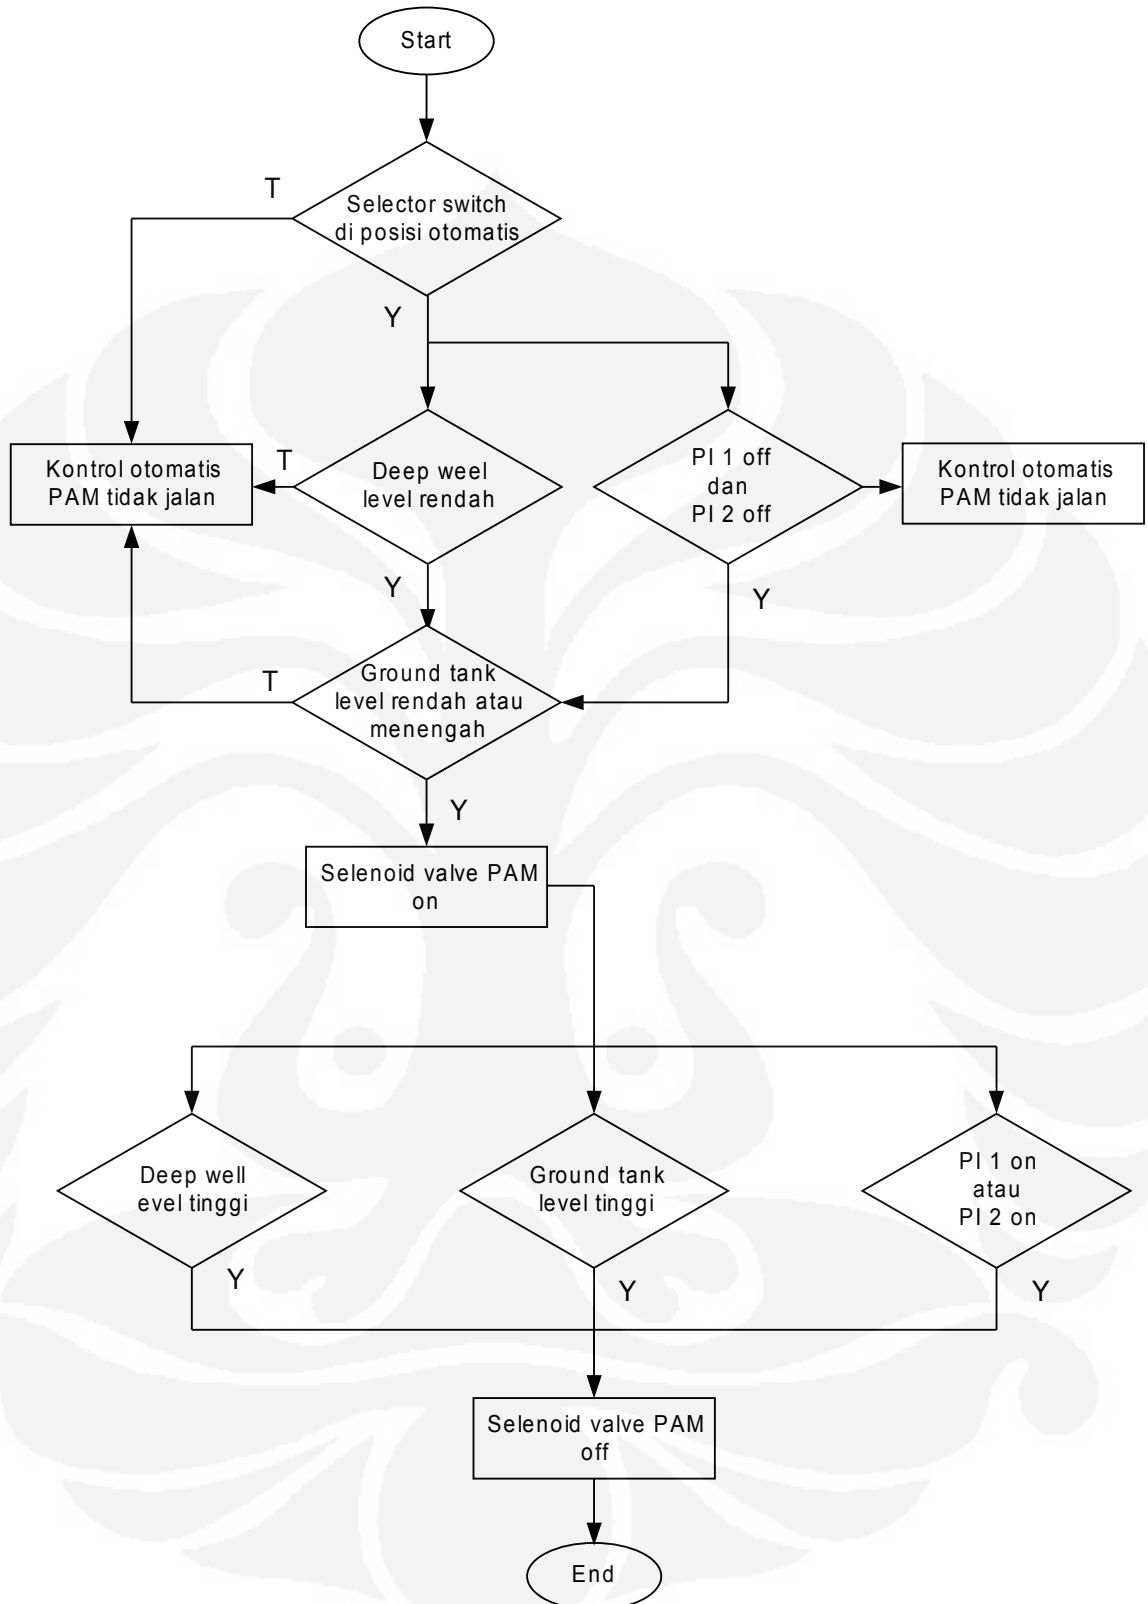 Start
T
Selector switch
di posisi otomatis
Y
Kontrol otomatis
PAM tidak jalan
T
Deep weel
level rendah
PI 1 off
dan
PI 2 off
Kontrol otomatis
PAM tidak jalan
Y
Y
T
Ground tank
level rendah atau
menengah
Y
Selenoid valve PAM
on
Deep well
evel tinggi
Ground tank
level tinggi
PI 1 on
atau
PI 2 on
Y
Y
Y
Selenoid valve PAM
off
End